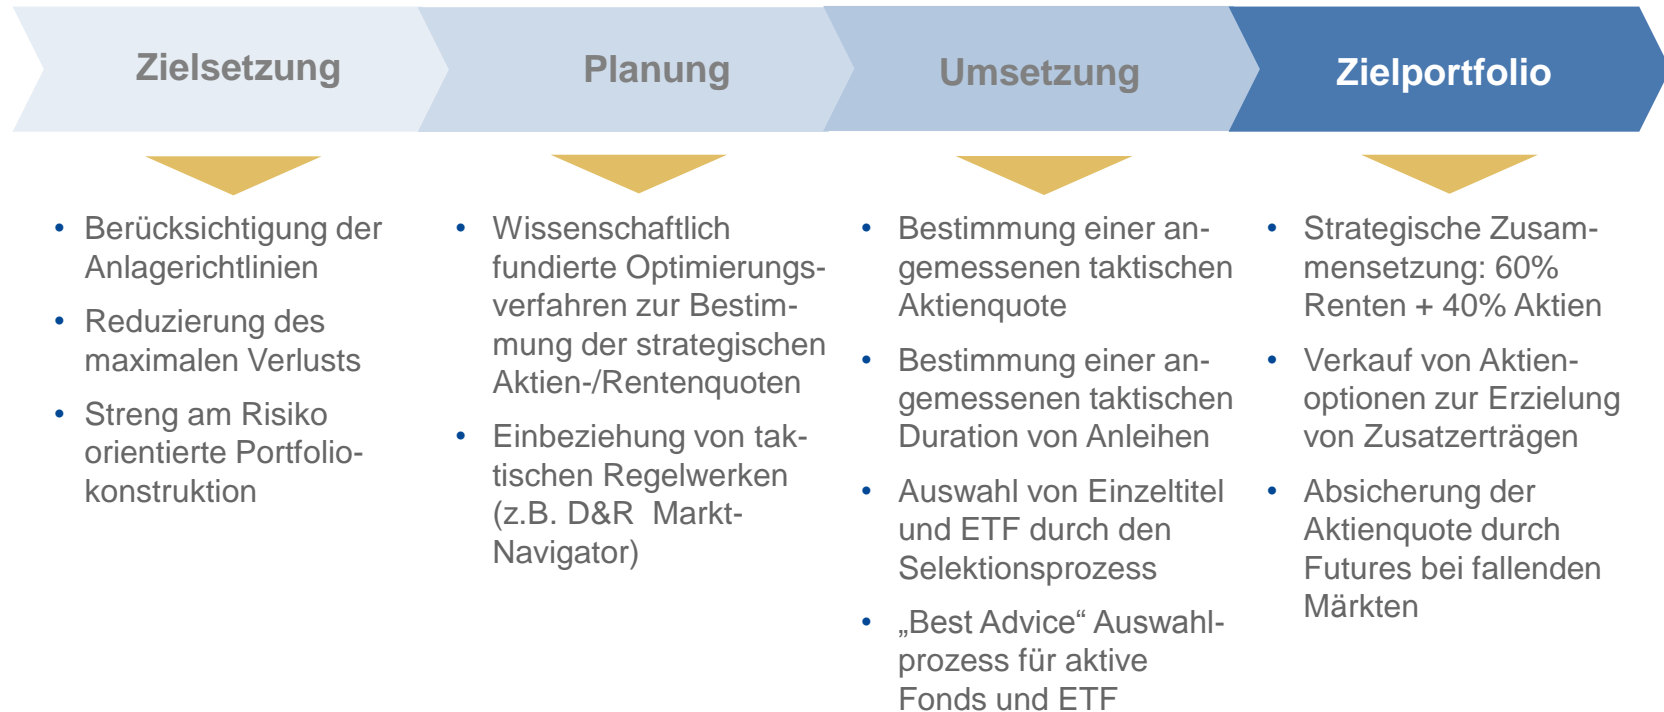 Zielsetzung
Planung
Umsetzung
Zielportfolio
• Berücksichtigung der
Anlagerichtlinien
• Reduzierung des
maximalen Verlusts
• Streng am Risiko
orientierte Portfolio-
konstruktion
• Wissenschaftlich
fundierte Optimierungs-
verfahren zur Bestim-
mung der strategischen
Aktien-/Rentenquoten
• Einbeziehung von tak-
tischen Regelwerken
(z.B. D&R  Markt-
Navigator)
• Bestimmung einer an-
gemessenen taktischen
Aktienquote
• Bestimmung einer an-
gemessenen taktischen
Duration von Anleihen
• Auswahl von Einzeltitel
und ETF durch den
Selektionsprozess
• „Best Advice“ Auswahl-
prozess für aktive
Fonds und ETF
• Strategische Zusam-
mensetzung: 60%
Renten + 40% Aktien
• Verkauf von Aktien-
optionen zur Erzielung
von Zusatzerträgen
• Absicherung der
Aktienquote durch
Futures bei fallenden
Märkten